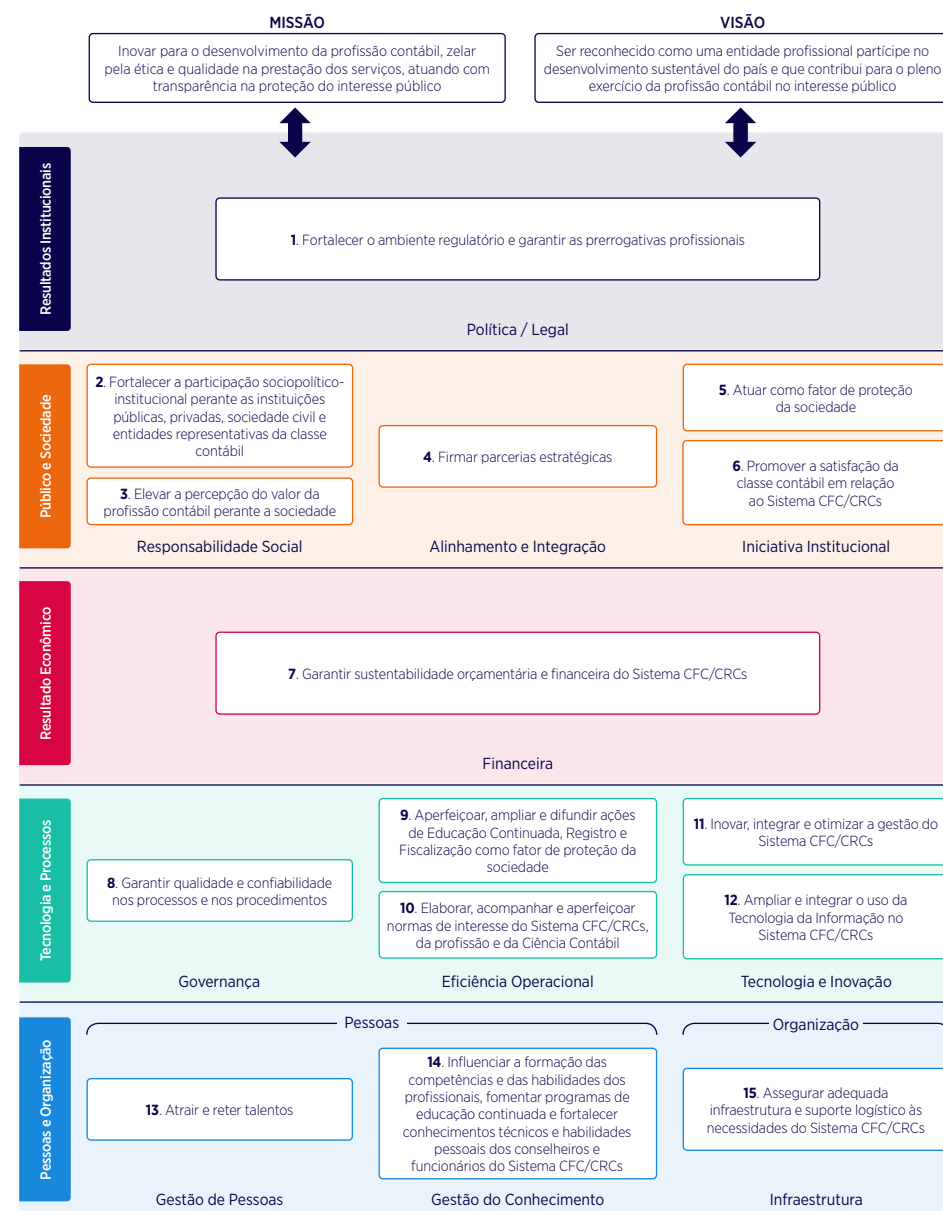 MISSÃO
Inovar para o desenvolvimento da profissão contábil, zelar
pela ética e qualidade na prestação dos serviços, atuando com
transparência na proteção do interesse público
VISÃO
Ser reconhecido como uma entidade profissional partícipe no
desenvolvimento sustentável do país e que contribui para o pleno
exercício da profissão contábil no interesse público
Resultados Institucionais
1. Fortalecer o ambiente regulatório e garantir as prerrogativas profissionais
Política / Legal
Público e Sociedade
2. Fortalecer a participação sociopolítico-
institucional perante as instituições
públicas, privadas, sociedade civil e
entidades representativas da classe
contábil
3. Elevar a percepção do valor da
profissão contábil perante a sociedade
Responsabilidade Social
4. Firmar parcerias estratégicas
Alinhamento e Integração
5. Atuar como fator de proteção
da sociedade
6. Promover a satisfação da
classe contábil em relação
ao Sistema CFC/CRCs
Iniciativa Institucional
Resultado Econômico
7. Garantir sustentabilidade orçamentária e financeira do Sistema CFC/CRCs
Financeira
Tecnologia e Processos
8. Garantir qualidade e confiabilidade
nos processos e nos procedimentos
Governança
9. Aperfeiçoar, ampliar e difundir ações
de Educação Continuada, Registro e
Fiscalização como fator de proteção da
sociedade
10. Elaborar, acompanhar e aperfeiçoar
normas de interesse do Sistema CFC/CRCs,
da profissão e da Ciência Contábil
Eficiência Operacional
11. Inovar, integrar e otimizar a gestão do
Sistema CFC/CRCs
12. Ampliar e integrar o uso da
Tecnologia da Informação no
Sistema CFC/CRCs
Tecnologia e Inovação
Pessoas e Organização
Pessoas
13. Atrair e reter talentos
Gestão de Pessoas
14. Influenciar a formação das
competências e das habilidades dos
profissionais, fomentar programas de
educação continuada e fortalecer
conhecimentos técnicos e habilidades
pessoais dos conselheiros e
funcionários do Sistema CFC/CRCs
Gestão do Conhecimento
Organização
15. Assegurar adequada
infraestrutura e suporte logístico às
necesidades do Sistema CFC/CRCs
Infraestrutura